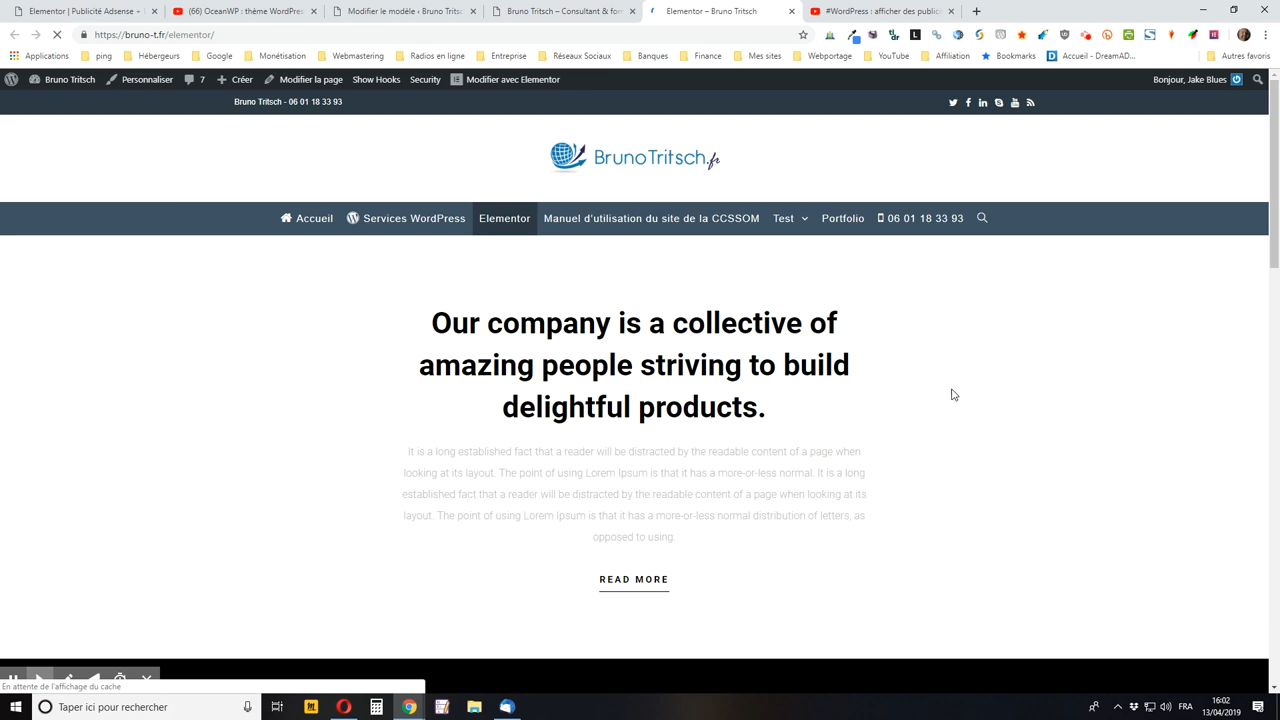 Elementor | Publicité Adsense +
(66) OceanWP : thème WordPres
Modifier le modèle ‹ Bruno Tritsc
Bruno Tritsch – Consultant & for
Elementor – Bruno Tritsch
#WordPress : afficher des public
https://bruno-t.fr/elementor/
Applications ping Hébergeurs Google Monétisation Webmastering Radios en ligne Entreprise Réseaux Sociaux Banques Finance Mes sites Webportage YouTube Affiliation Bookmarks Accueil – DreamAD... Autres favoris
Bruno Tritsch Personnaliser 7 Créer Modifier la page Show Hooks Security Modifier avec Elementor Bonjour, Jake Blues
Bruno Tritsch - 06 01 18 33 93
BrunoTritsch.fr
Accueil Services WordPress Elementor Manuel d'utilisation du site de la CCSSOM Test Portfolio 06 01 18 33 93
Our company is a collective of
amazing people striving to build
delightful products.
It is a long established fact that a reader will be distracted by the readable content of a page when
looking at its layout. The point of using Lorem Ipsum is that it has a more-or-less normal. It is a long
established fact that a reader will be distracted by the readable content of a page when looking at its
layout. The point of using Lorem Ipsum is that it has a more-or-less normal distribution of letters, as
opposed to using.
READ MORE
En attente de l'affichage du cache
Taper ici pour rechercher
FRA
16:02
13/04/2019